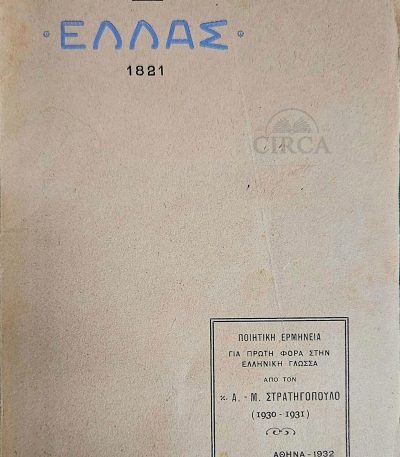 · ΕΛΛΑΣ ·
1821
CIRCA
ΠΟΙΗΤΙΚΗ ΕΡΜΗΝΕΙΑ
ΓΙΑ ΠΡΩΤΗ ΦΟΡΑ ΣΤΗΝ
ΕΛΛΗΝΙΚΗ ΓΛΩΣΣΑ
ΑΠΟ ΤΟΝ
ϰ. Α. - Μ. ΣΤΡΑΤΗΓΟΠΟΥΛΟ
(1930 - 1931)
ΑΘΗΝΑ - 1932